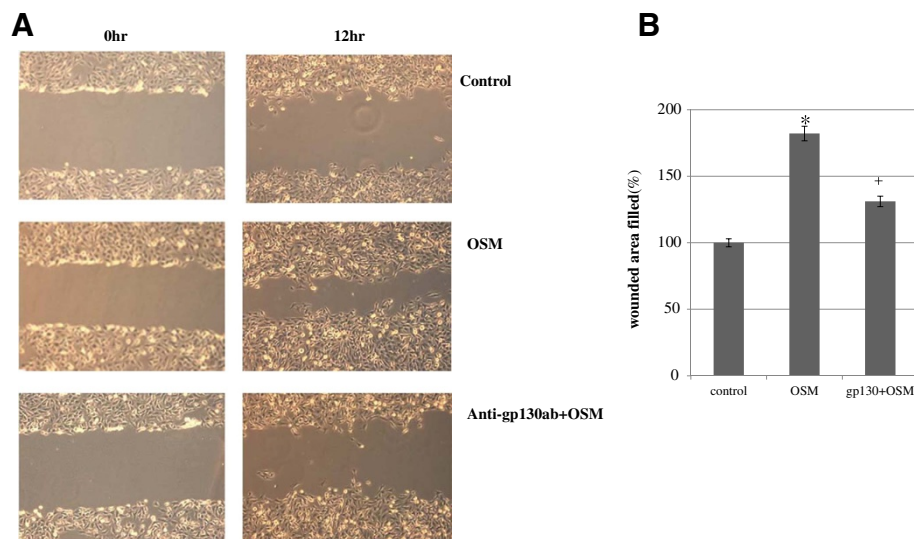 A
0hr
12hr
Control
OSM
Anti-gp130ab+OSM
B
wounded area filled(%)
200
150
100
50
0
*
+
control
OSM
gp130+OSM